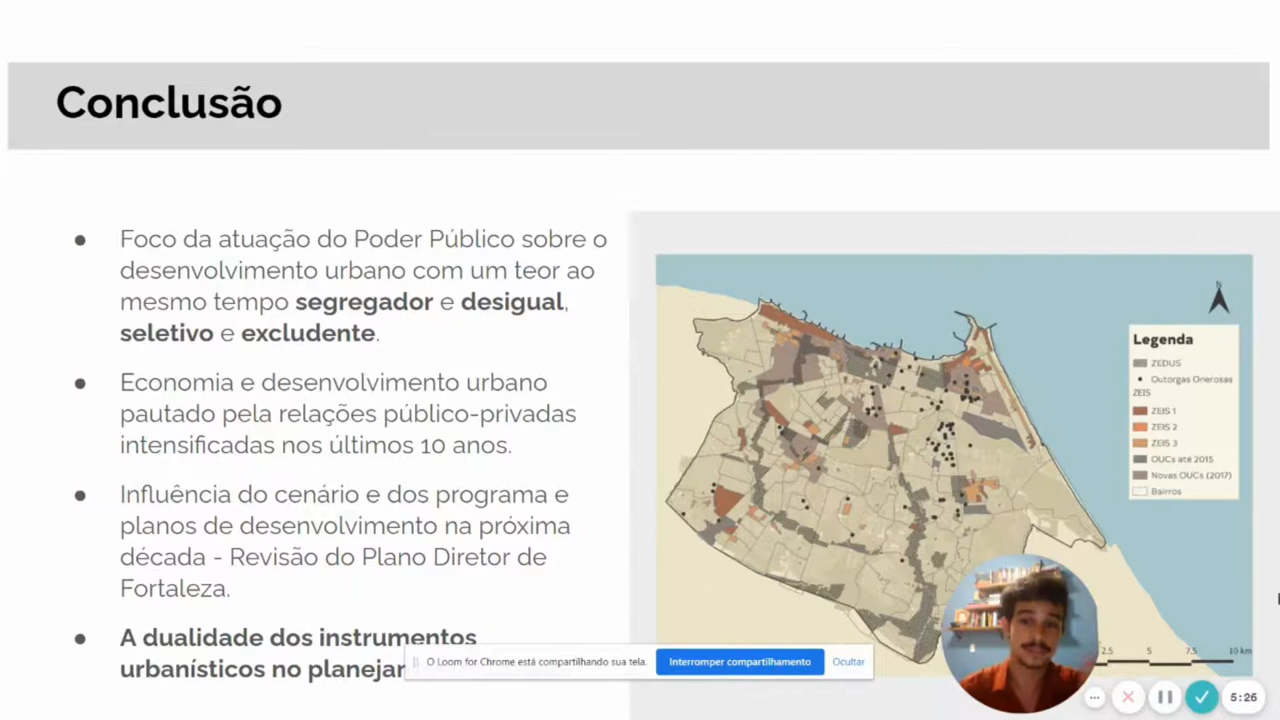 Conclusão
● Foco da atuação do Poder Público sobre o
desenvolvimento urbano com um teor ao
mesmo tempo segregador e desigual,
seletivo e excludente.
● Economia e desenvolvimento urbano
pautado pela relações público-privadas
intensificadas nos últimos 10 anos.
● Influência do cenário e dos programa e
planos de desenvolvimento na próxima
década - Revisão do Plano Diretor de
Fortaleza.
● A dualidade dos instrumentos
urbanísticos no planejar
N
Legenda
ZEDUS
Outorgas Onerosas
ZEIS
ZEIS 1
ZEIS 2
ZEIS 3
OUCs até 2015
Novas OUCs (2017)
Bairros
2.5 5 7.5 10 km
O Loom for Chrome está compartilhando sua tela.
Interromper compartilhamento
Ocultar
5:26